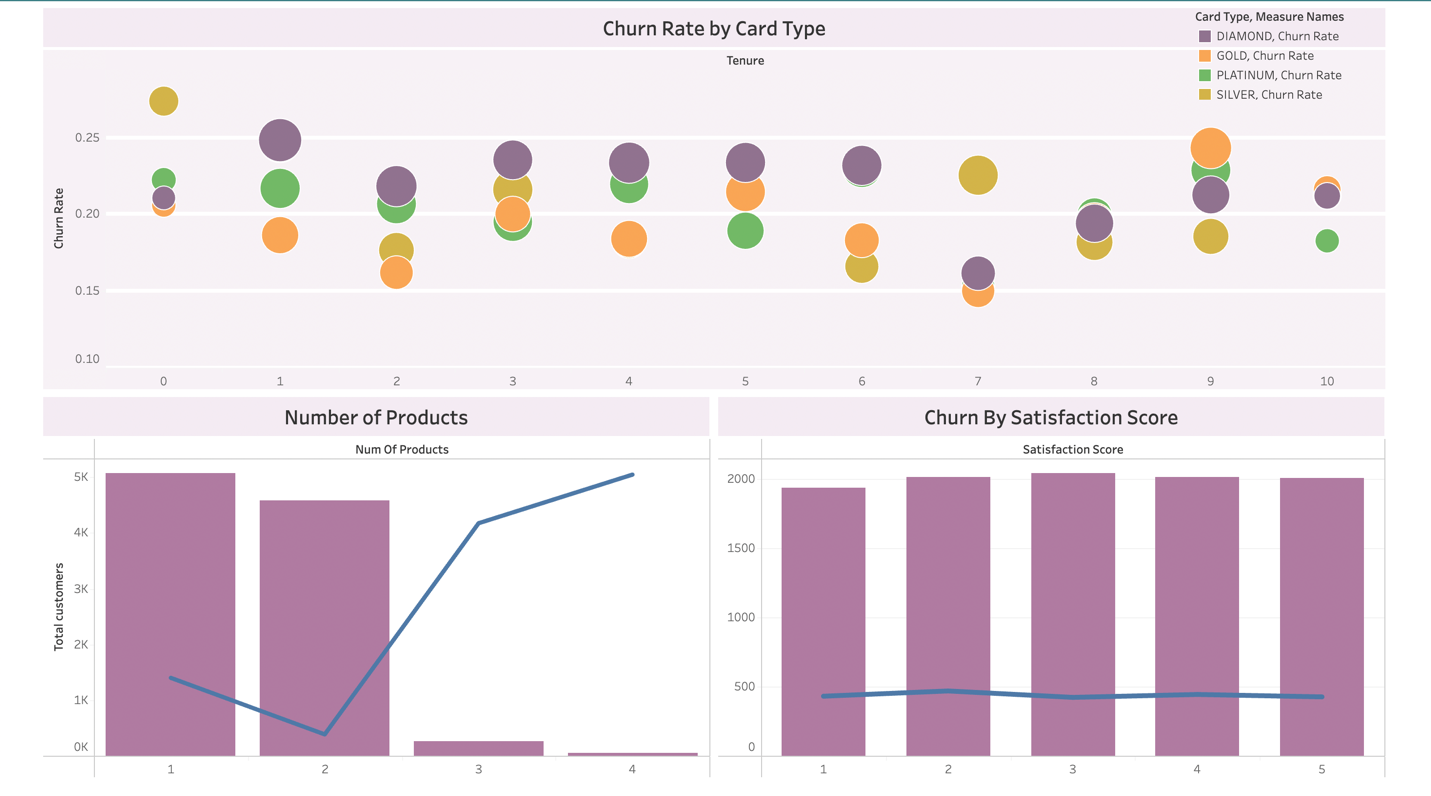 Churn Rate by Card Type
Card Type, Measure Names
DIAMOND, Churn Rate
GOLD, Churn Rate
PLATINUM, Churn Rate
SILVER, Churn Rate
Tenure
Churn Rate
0.25
0.20
0.15
0.10
0 1 2 3 4 5 6 7 8 9 10
Number of Products
Num Of Products
Total customers
5K
4K
3K
2K
1K
0K
1 2 3 4
Churn By Satisfaction Score
Satisfaction Score
2000
1500
1000
500
0
1 2 3 4 5